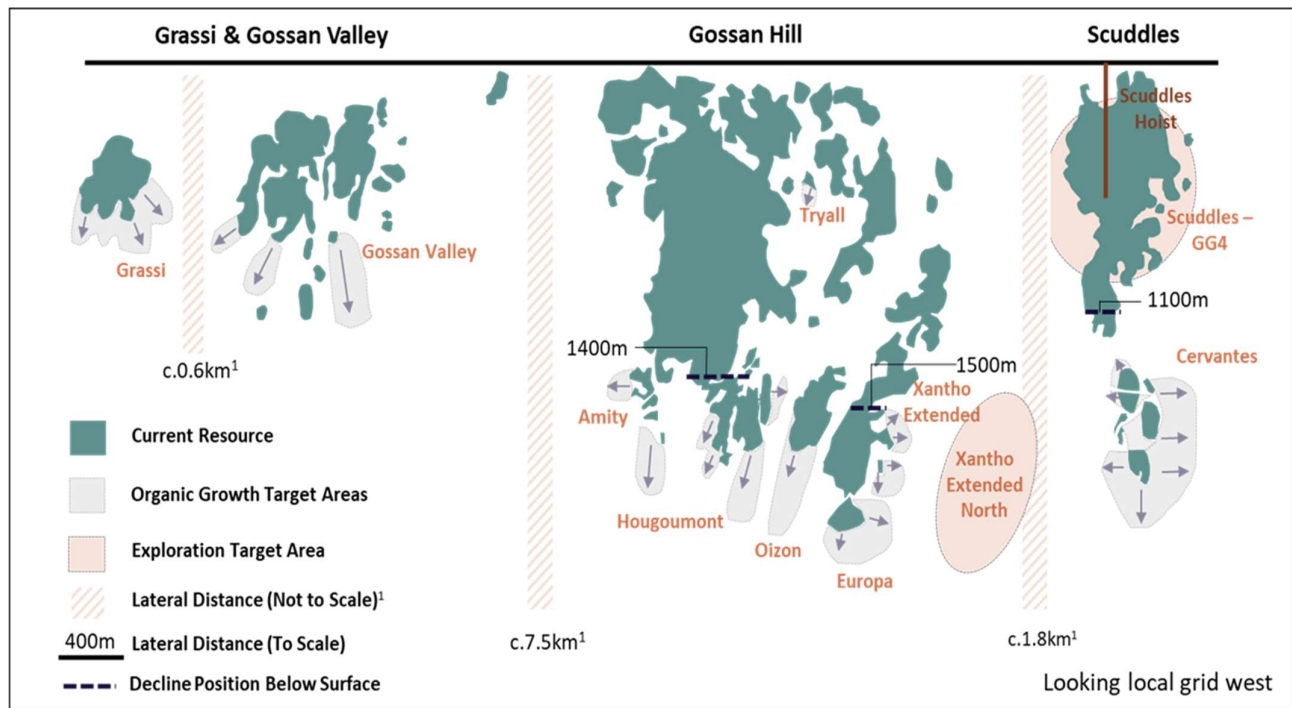 Grassi & Gossan Valley
Gossan Hill
Scuddles
Scuddles
Hoist
Tryall
Scuddles –
GG4
Grassi
Gossan Valley
1100m
1400m
1500m
c.0.6km¹
Cervantes
Amity
Xantho
Extended
Current Resource
Xantho
Extended
North
Organic Growth Target Areas
Hougoumont
Oizon
Exploration Target Area
Europa
Lateral Distance (Not to Scale)¹
400m Lateral Distance (To Scale)
c.7.5km¹
c.1.8km¹
Decline Position Below Surface
Looking local grid west